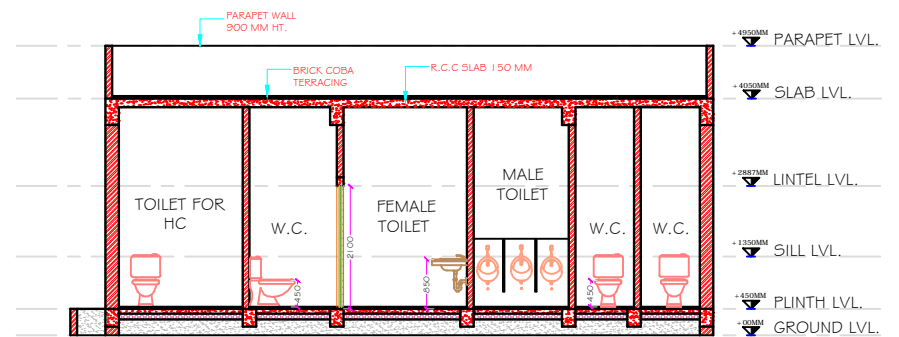 PARAPET WALL
900 MM HT.
+4950MM PARAPET LVL.
BRICK COBA
TERRACING
R.C.C SLAB 150 MM
+4050MM SLAB LVL.
+2887MM LINTEL LVL.
MALE
TOILET
TOILET FOR
HC
W.C.
FEMALE
TOILET
W.C.
W.C.
2100
+1350MM SILL LVL.
450
850
450
+450MM PLINTH LVL.
+00MM GROUND LVL.